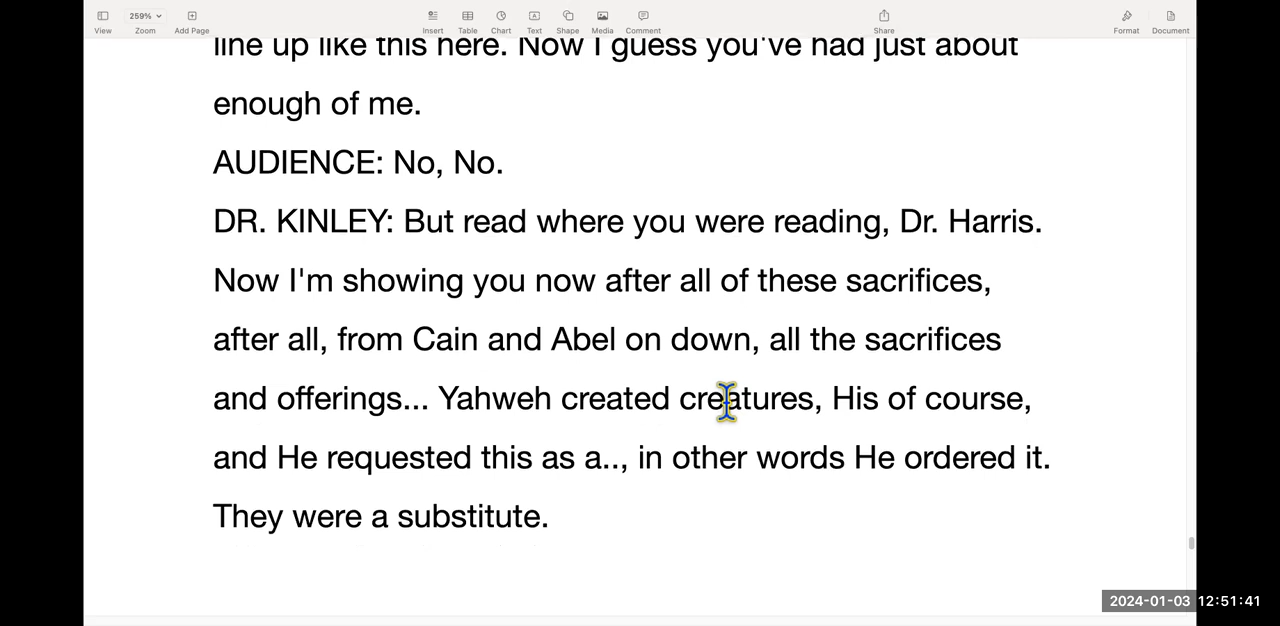 259%
View Zoom Add Page Insert Table Chart Text Shape Media Comment Share Format Document
line up like this here. Now I guess you've had just about
enough of me.
AUDIENCE: No, No.
DR. KINLEY: But read where you were reading, Dr. Harris.
Now I'm showing you now after all of these sacrifices,
after all, from Cain and Abel on down, all the sacrifices
and offerings... Yahweh created creatures, His of course,
and He requested this as a.., in other words He ordered it.
They were a substitute.
2024-01-03 12:51:41